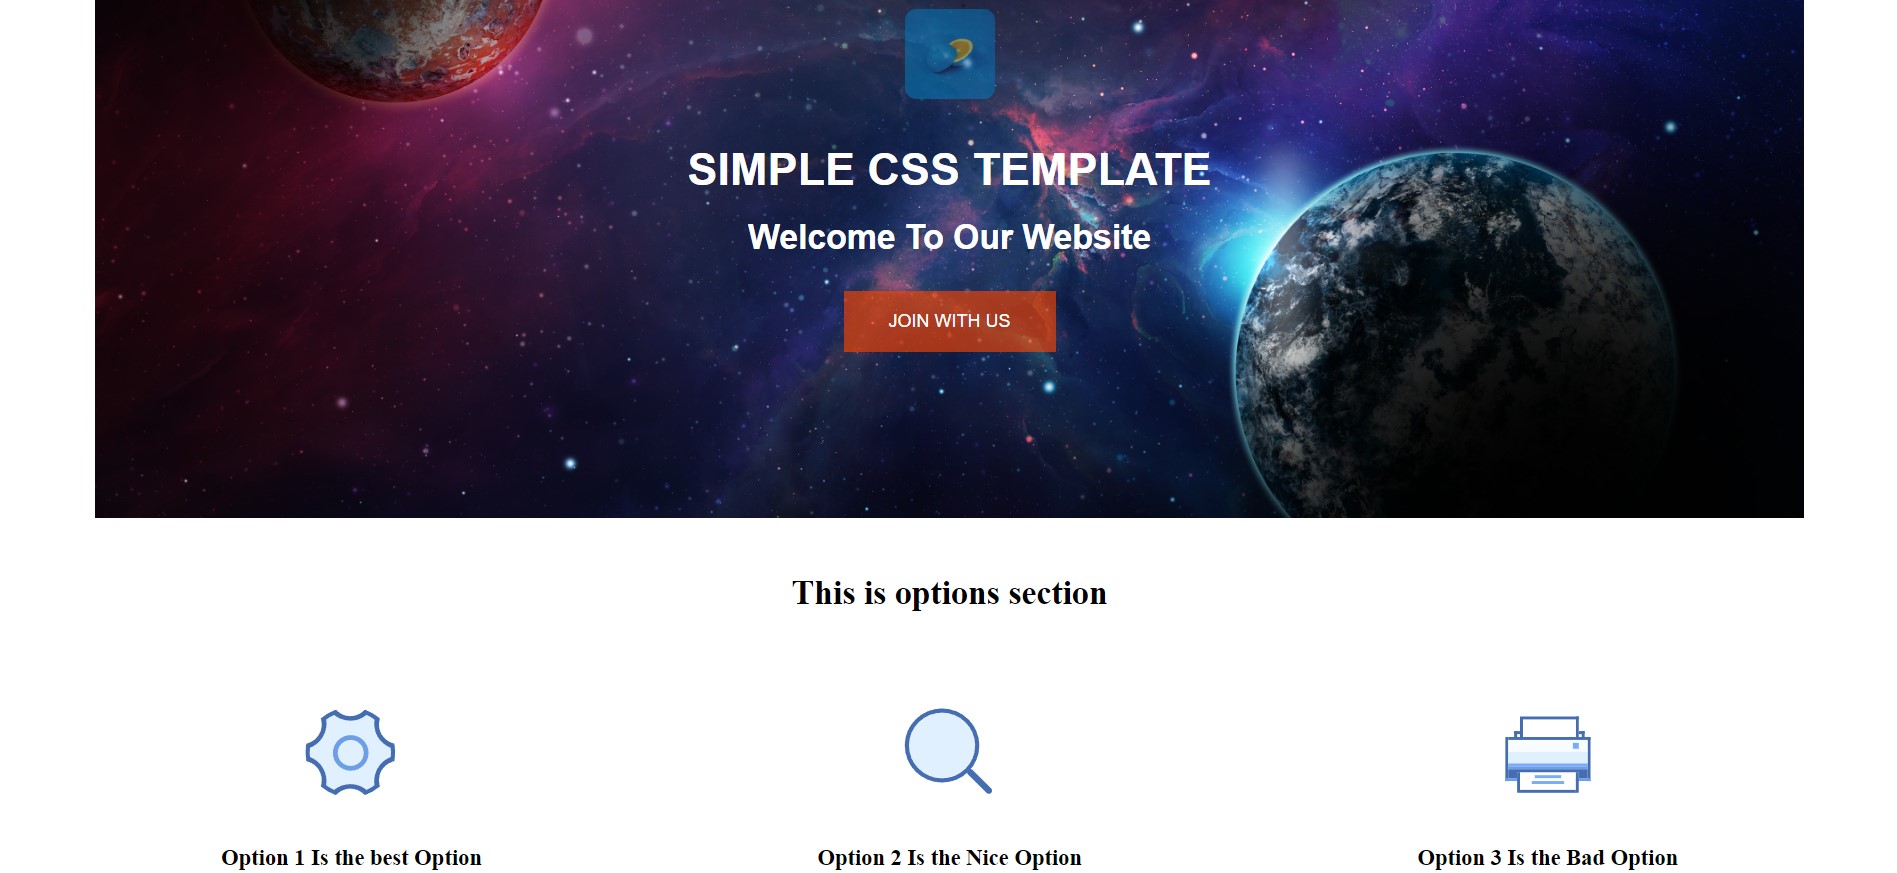 SIMPLE CSS TEMPLATE
Welcome To Our Website
JOIN WITH US
This is options section
Option 1 Is the best Option
Option 2 Is the Nice Option
Option 3 Is the Bad Option